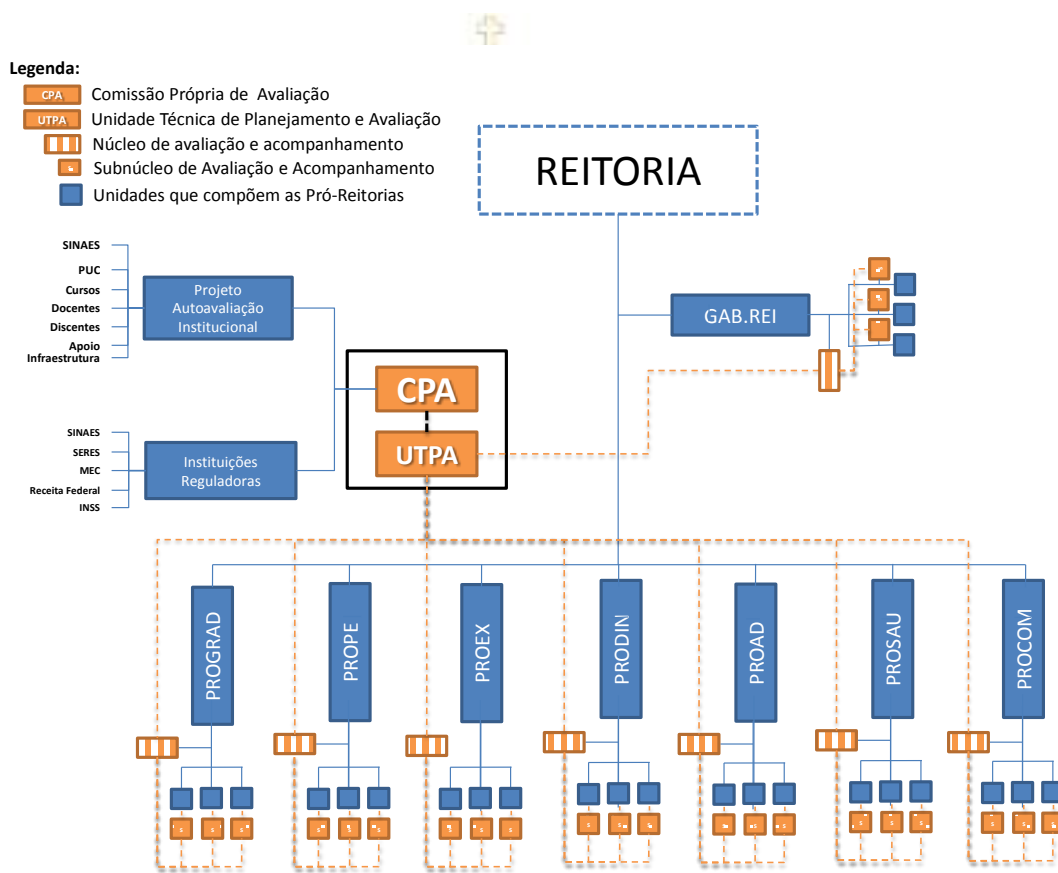 Legenda:
CPA Comissão Própria de Avaliação
UTPA Unidade Técnica de Planejamento e Avaliação
Núcleo de avaliação e acompanhamento
Subnúcleo de Avaliação e Acompanhamento
Unidades que compõem as Pró-Reitorias
REITORIA
SINAES
PUC
Cursos
Docentes
Discentes
Apoio
Infraestrutura
Projeto
Autoavaliação
Institucional
GAB.REI
CPA
UTPA
SINAES
SERES
MEC
Receita Federal
INSS
Instituições
Reguladoras
PROGRAD
PROPE
PROEX
PRODIN
PROAD
PROSAU
PROCOM